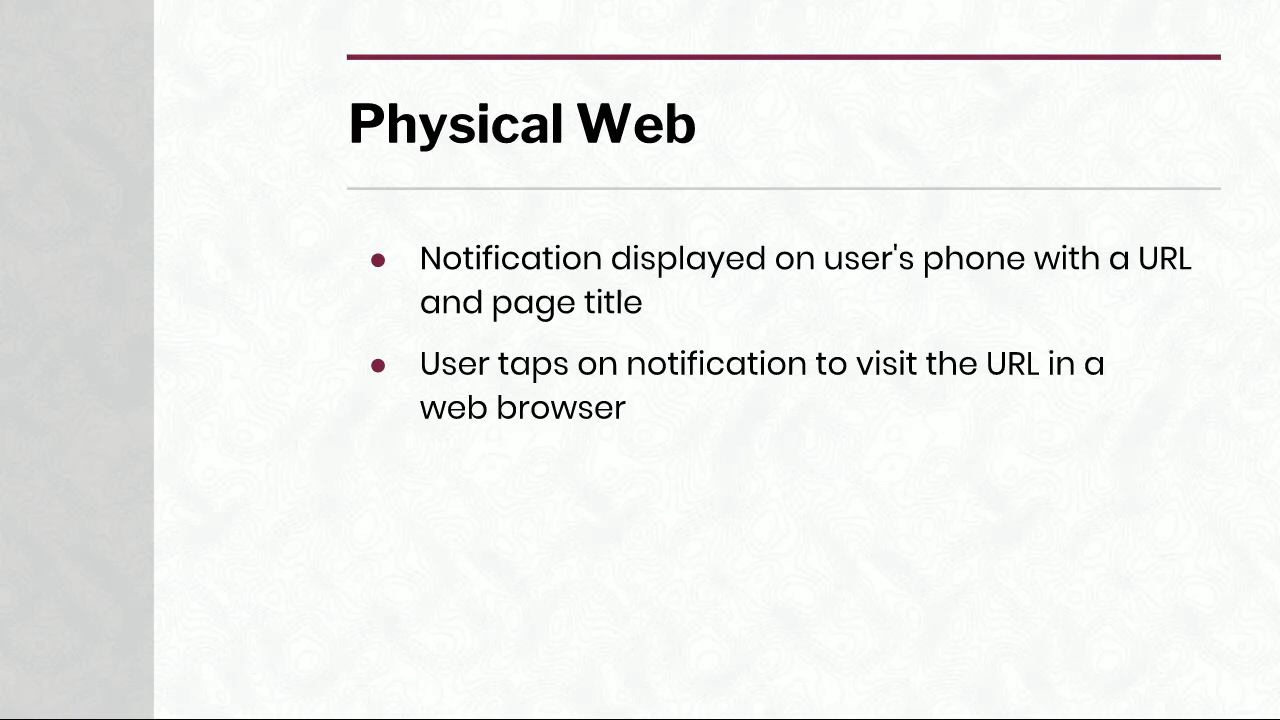 Physical Web
Notification displayed on user's phone with a URL
and page title
User taps on notification to visit the URL in a
web browser